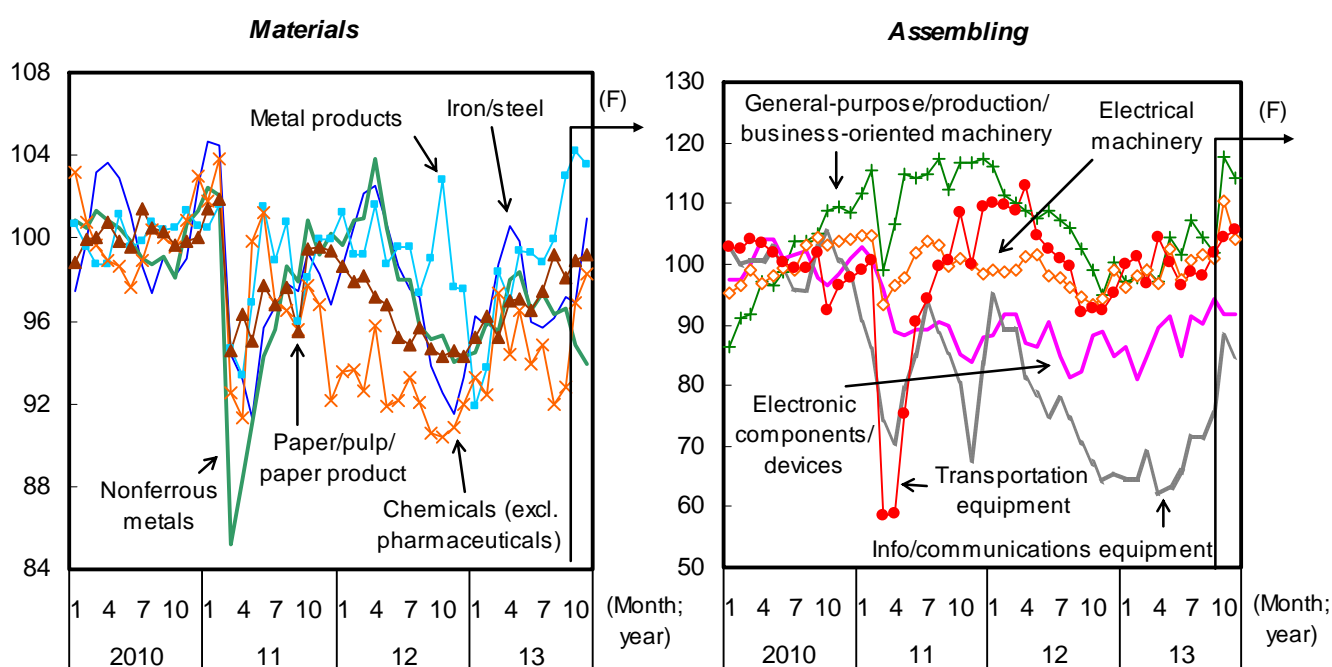 Materials
108
104
100
96
92
88
84
Metal products
Iron/steel
(F)
Nonferrous
metals
Paper/pulp/
paper product
Chemicals (excl.
pharmaceuticals)
1 4 7 10 1 4 7 10 1 4 7 10 1 4 7 10
2010 11 12 13
(Month;
year)
Assembling
130
120
110
100
90
80
70
60
50
General-purpose/production/
business-oriented machinery
Electrical
machinery
(F)
Electronic
components/
devices
Transportation
equipment
Info/communications equipment
1 4 7 10 1 4 7 10 1 4 7 10 1 4 7 10
2010 11 12 13
(Month;
year)